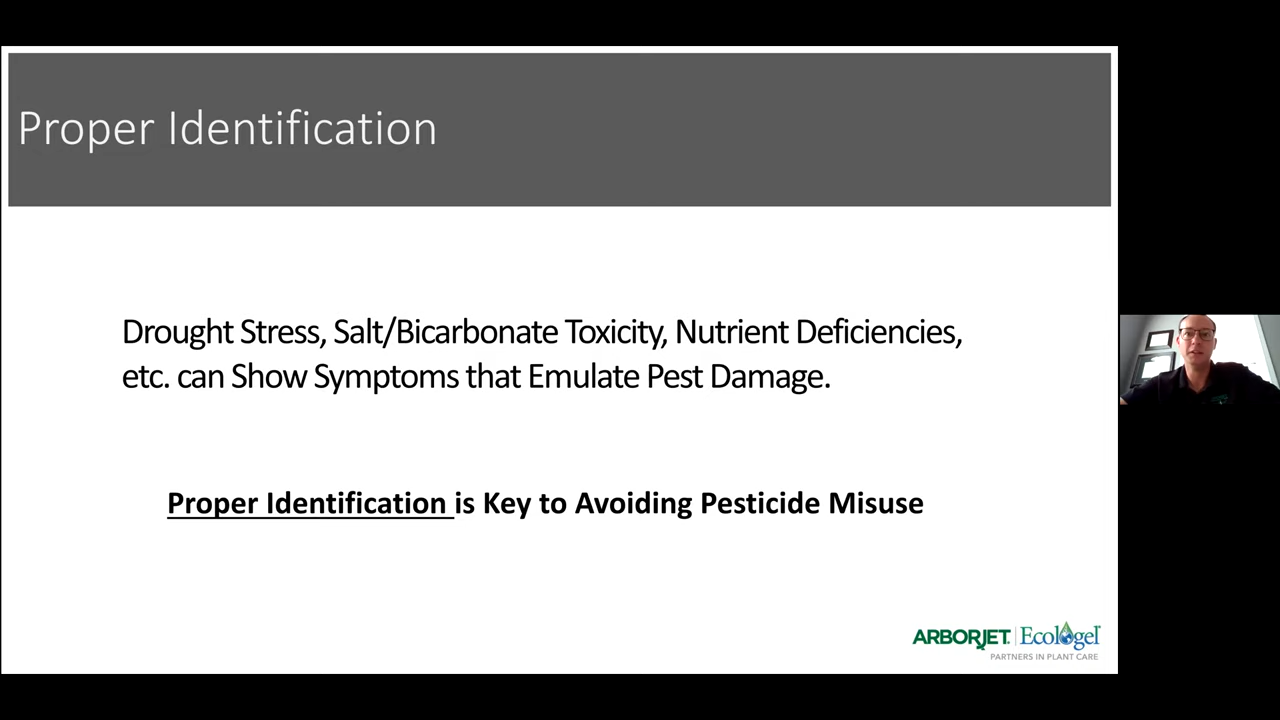 Proper Identification
Drought Stress, Salt/Bicarbonate Toxicity, Nutrient Deficiencies,
etc. can Show Symptoms that Emulate Pest Damage.
Proper Identification is Key to Avoiding Pesticide Misuse
ARBORJET. | Ecologel
PARTNERS IN PLANT CARE